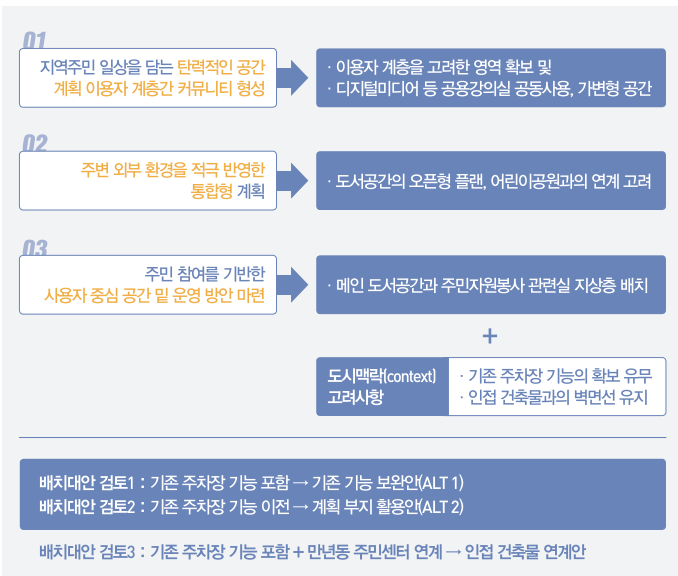 01
지역주민 일상을 담는 탄력적인 공간
계획 이용자 계층간 커뮤니티 형성
· 이용자 계층을 고려한 영역 확보 및
· 디지털미디어 등 공용강의실 공동사용, 가변형 공간
02
주변 외부 환경을 적극 반영한
통합형 계획
· 도서공간의 오픈형 플랜, 어린이공원과의 연계 고려
03
주민 참여를 기반한
사용자 중심 공간 밑 운영 방안 마련
· 메인 도서공간과 주민자원봉사 관련실 지상층 배치
+
도시맥락(context)
고려사항
· 기존 주차장 기능의 확보 유무
· 인접 건축물과의 벽면선 유지
배치대안 검토1 : 기존 주차장 기능 포함 → 기존 기능 보완안(ALT 1)
배치대안 검토2 : 기존 주차장 기능 이전 → 계획 부지 활용안(ALT 2)
배치대안 검토3 : 기존 주차장 기능 포함 + 만년동 주민센터 연계 → 인접 건축물 연계안